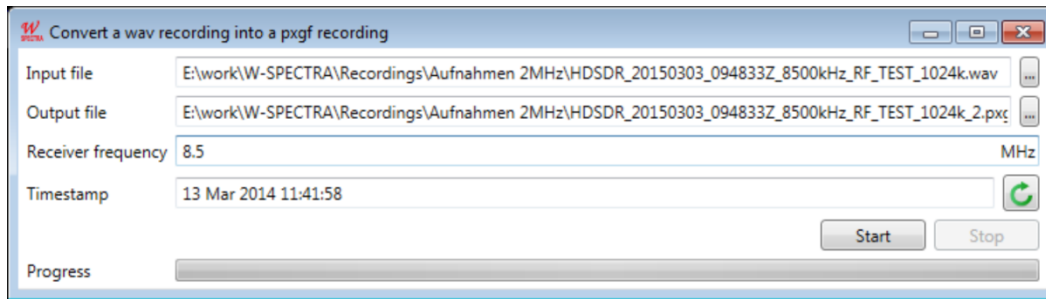 W SPECTRA Convert a wav recording into a pxgf recording
Input file E:\work\W-SPECTRA\Recordings\Aufnahmen 2MHz\HDSDR_20150303_094833Z_8500kHz_RF_TEST_1024k.wav ...
Output file E:\work\W-SPECTRA\Recordings\Aufnahmen 2MHz\HDSDR_20150303_094833Z_8500kHz_RF_TEST_1024k_2.pxg ...
Receiver frequency 8.5 MHz
Timestamp 13 Mar 2014 11:41:58
Start Stop
Progress